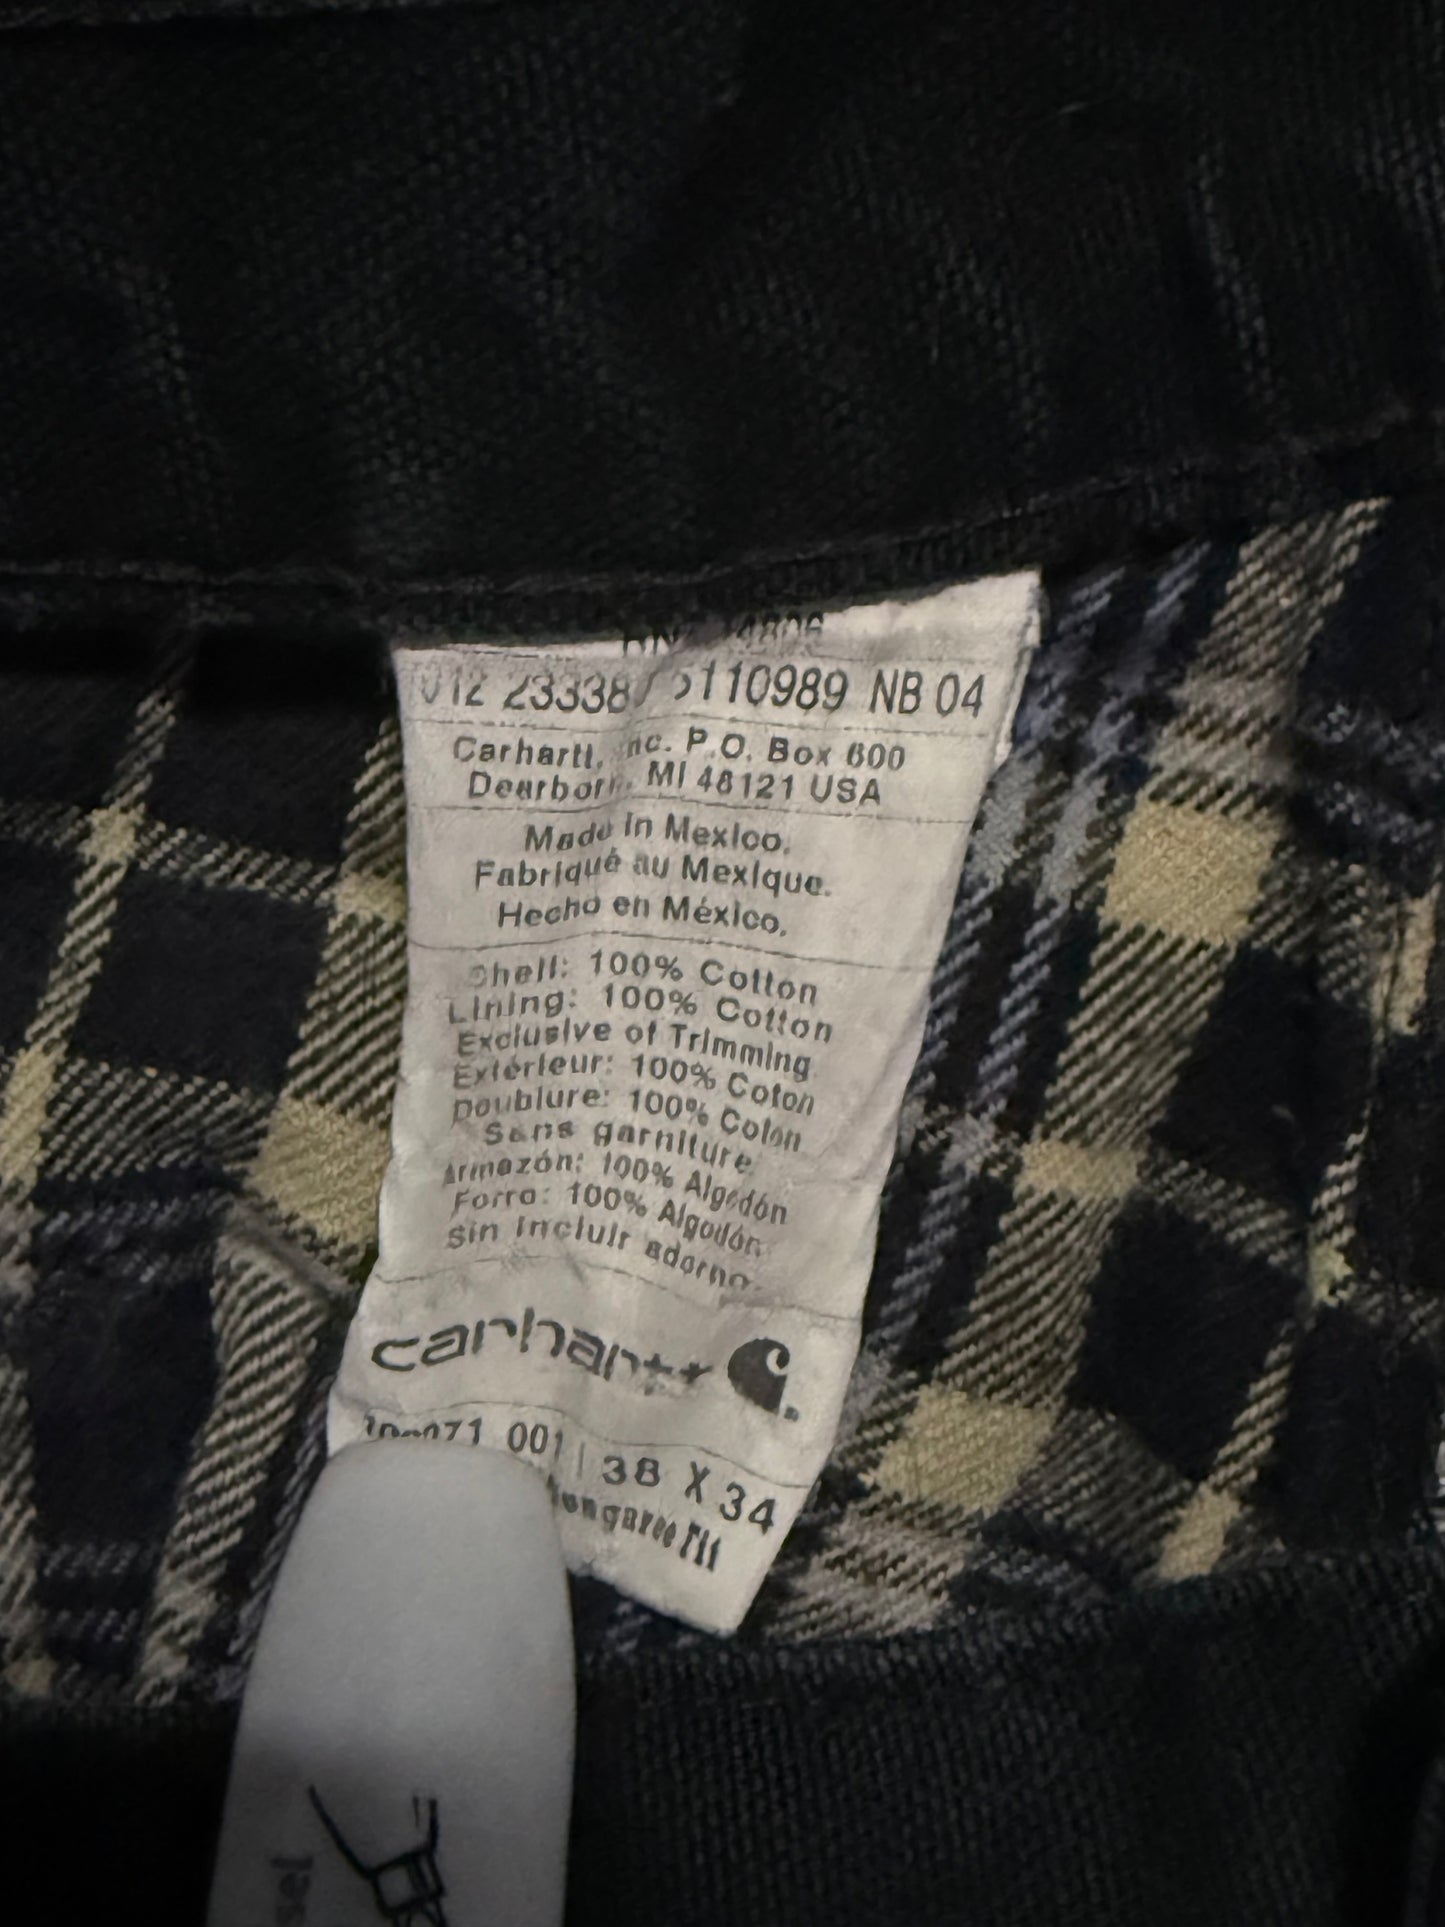 012 23338 5110989 NB 04
Carhartt, Inc. P.O. Box 600
Dearborn, MI 48121 USA
Made in Mexico.
Fabriqué au Mexique.
Hecho en México.
Shell: 100% Cotton
Lining: 100% Cotton
Exclusive of Trimming
Extérieur: 100% Coton
Doublure: 100% Coton
Sans garniture
Armazón: 100% Algodón
Forro: 100% Algodón
Sin incluir adorno
carhartt
001 | 38 X 34
Dungaree Fit